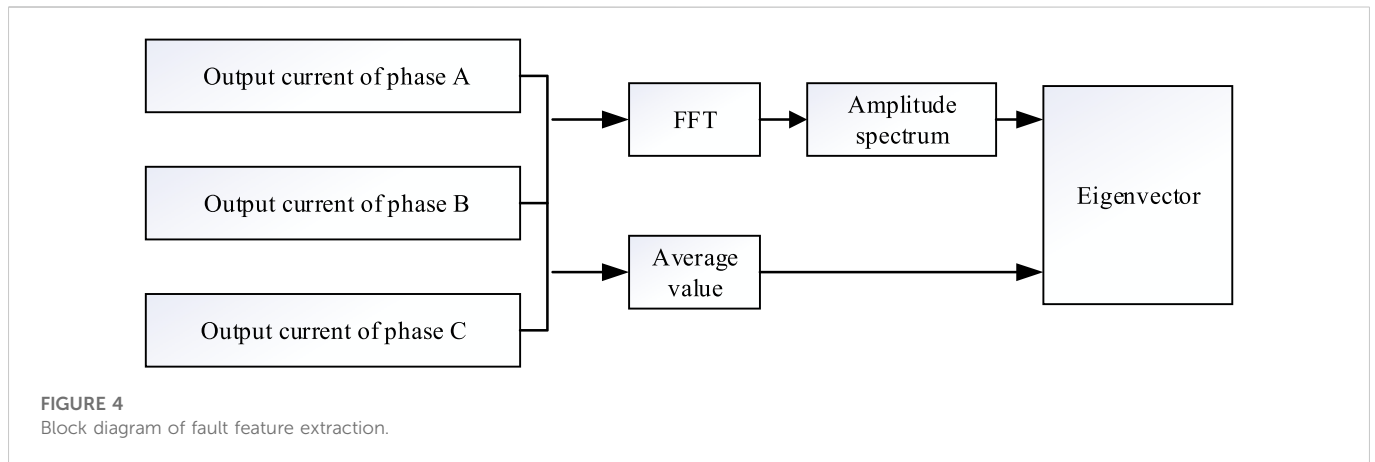 Output current of phase A
Output current of phase B
Output current of phase C
FFT
Amplitude
spectrum
Average
value
Eigenvector
FIGURE 4
Block diagram of fault feature extraction.